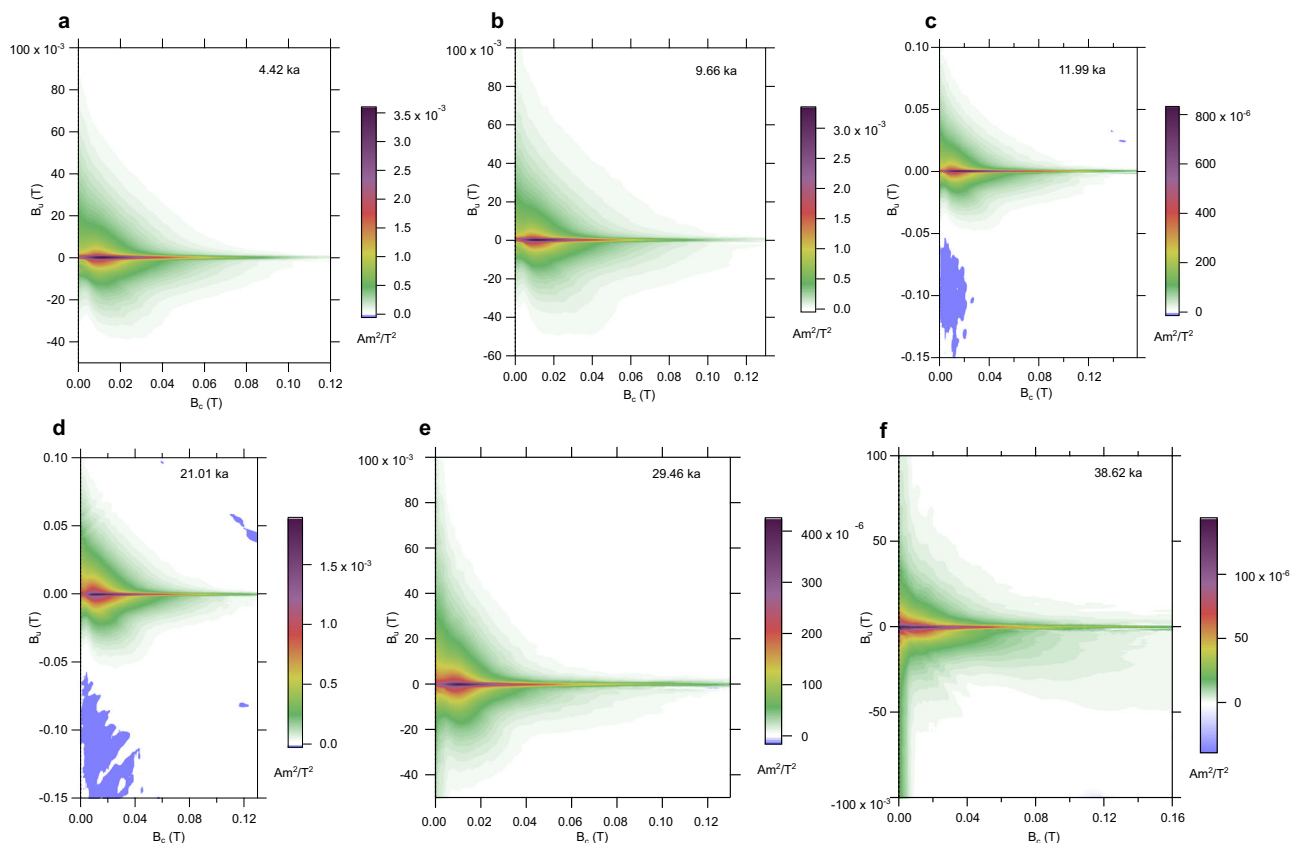 a
100 x 10⁻³
80
60
40
20
0
-20
-40
Bᵤ (T)
4.42 ka
0.00 0.02 0.04 0.06 0.08 0.10 0.12
B꜀ (T)
3.5 x 10⁻³
3.0
2.5
2.0
1.5
1.0
0.5
0.0
Am²/T²
b
100 x 10⁻³
80
60
40
20
0
-20
-40
-60
Bᵤ (T)
9.66 ka
0.00 0.02 0.04 0.06 0.08 0.10 0.12
B꜀ (T)
3.0 x 10⁻³
2.5
2.0
1.5
1.0
0.5
0.0
Am²/T²
c
0.10
0.05
0.00
-0.05
-0.10
-0.15
Bᵤ (T)
11.99 ka
0.00 0.04 0.08 0.12
B꜀ (T)
800 x 10⁻⁶
600
400
200
0
Am²/T²
d
0.10
0.05
0.00
-0.05
-0.10
-0.15
Bᵤ (T)
21.01 ka
0.00 0.04 0.08 0.12
B꜀ (T)
1.5 x 10⁻³
1.0
0.5
0.0
Am²/T²
e
100 x 10⁻³
80
60
40
20
0
-20
-40
Bᵤ (T)
29.46 ka
0.00 0.02 0.04 0.06 0.08 0.10 0.12
B꜀ (T)
400 x 10⁻⁶
300
200
100
0
Am²/T²
f
100
50
0
-50
-100 x 10⁻³
Bᵤ (T)
38.62 ka
0.00 0.04 0.08 0.12 0.16
B꜀ (T)
100 x 10⁻⁶
50
0
Am²/T²